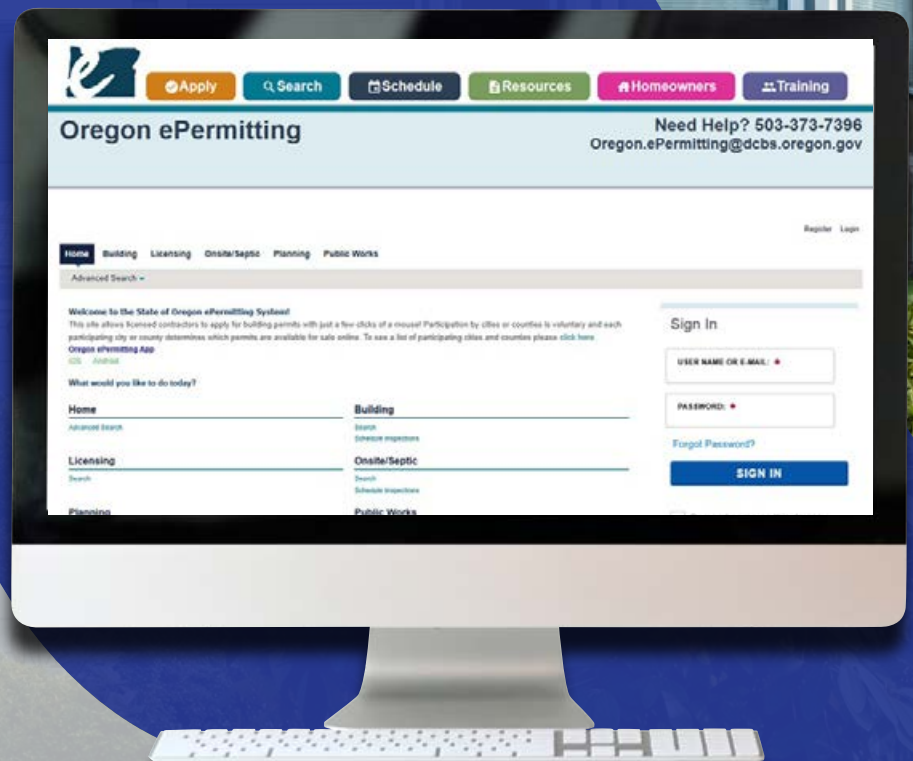 Apply Search Schedule Resources Homeowners Training
Oregon ePermitting
Need Help? 503-373-7396
Oregon.ePermitting@dcbs.oregon.gov
Register Login
Home Building Licensing Onsite/Septic Planning Public Works
Advanced Search
Welcome to the State of Oregon ePermitting System!
This site allows licensed contractors to apply for building permits with just a few clicks of a mouse! Participation by cities or counties is voluntary and each
participating city or county determines which permits are available for sale online. To see a list of participating cities and counties please click here
Oregon ePermitting App
iOS Android
What would you like to do today?
Home
Advanced Search
Building
Search
Schedule Inspections
Licensing
Search
Onsite/Septic
Search
Schedule Inspections
Planning
Public Works
Sign In
USER NAME OR E-MAIL: *
PASSWORD: *
Forgot Password?
SIGN IN